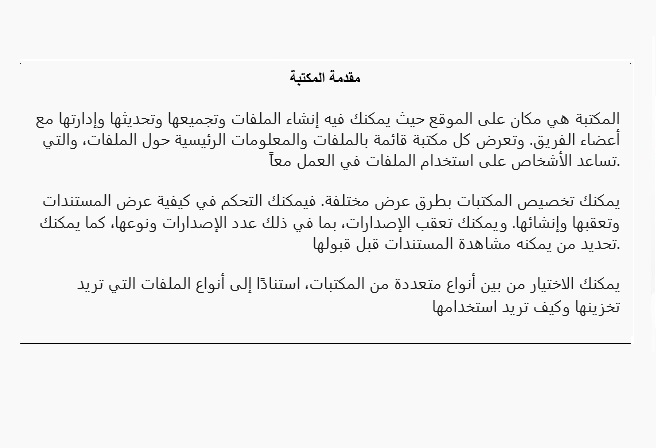 مقدمة المكتبة
المكتبة هي مكان على الموقع حيث يمكنك فيه إنشاء الملفات وتجميعها وتحديثها وإدارتها مع
أعضاء الفريق. وتعرض كل مكتبة قائمة بالملفات والمعلومات الرئيسية حول الملفات، والتي
.تساعد الأشخاص على استخدام الملفات في العمل معاً
يمكنك تخصيص المكتبات بطرق عرض مختلفة. فيمكنك التحكم في كيفية عرض المستندات
وتعقبها وإنشائها. ويمكنك تعقب الإصدارات، بما في ذلك عدد الإصدارات ونوعها، كما يمكنك
.تحديد من يمكنه مشاهدة المستندات قبل قبولها
يمكنك الاختيار من بين أنواع متعددة من المكتبات، استنادًا إلى أنواع الملفات التي تريد
تخزينها وكيف تريد استخدامها